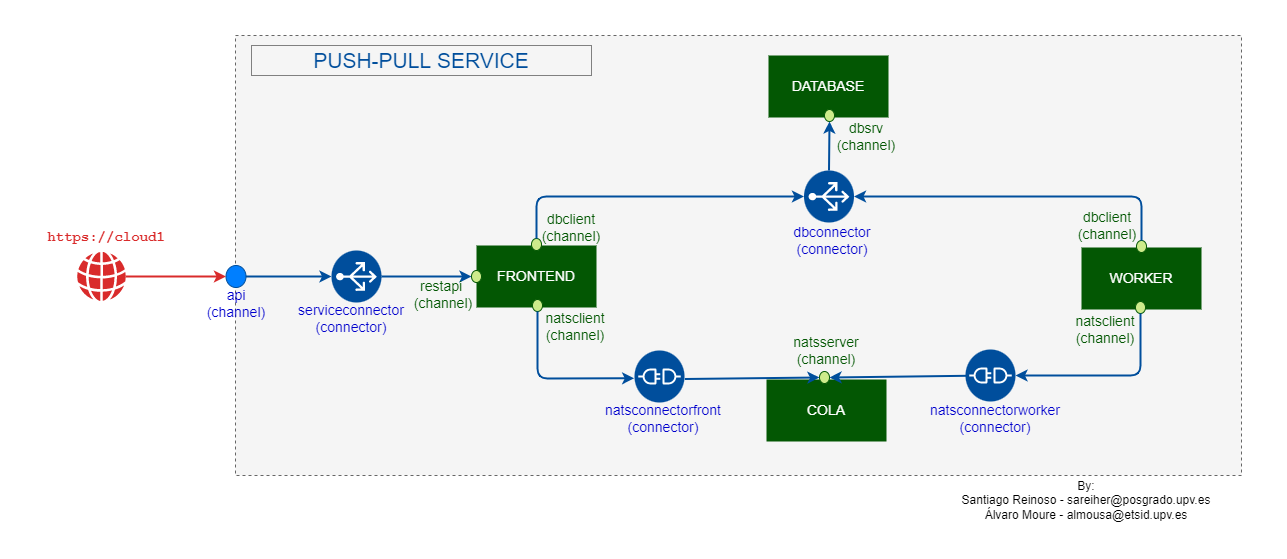 PUSH-PULL SERVICE
DATABASE
dbsrv
(channel)
dbclient
(channel)
dbconnector
(connector)
dbclient
(channel)
https://cloud1
api
(channel)
serviceconnector
(connector)
restapi
(channel)
FRONTEND
WORKER
natsclient
(channel)
natsserver
(channel)
natsclient
(channel)
natsconnectorfront
(connector)
COLA
natsconnectorworker
(connector)
By:
Santiago Reinoso - sareiher@posgrado.upv.es
Álvaro Moure - almousa@etsid.upv.es